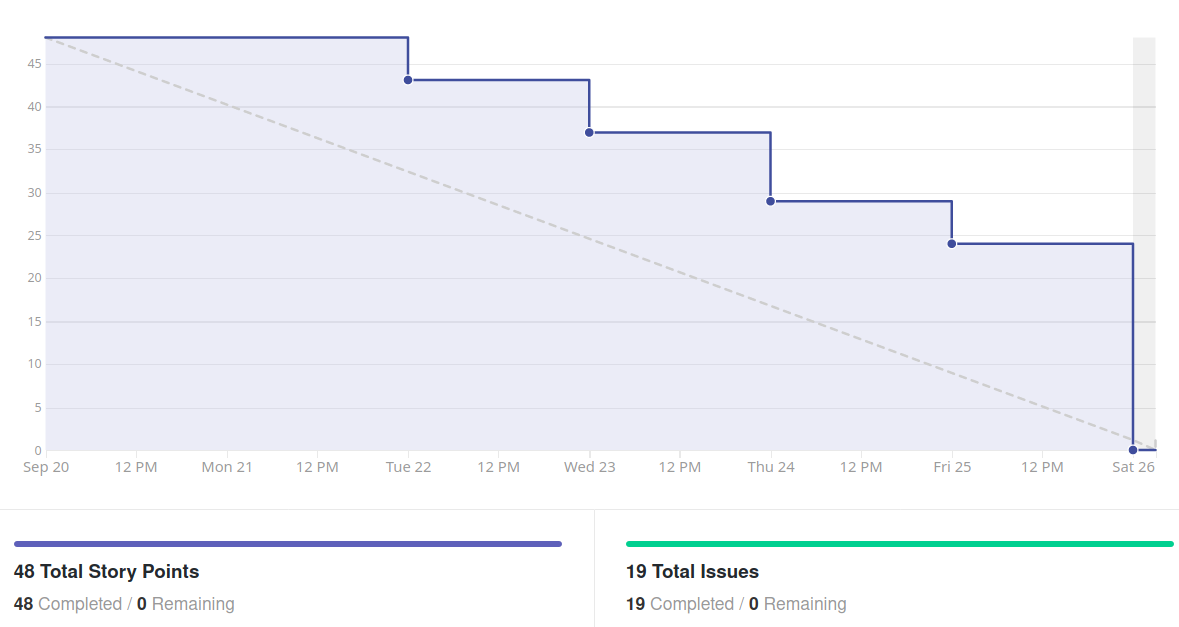 45
40
35
30
25
20
15
10
5
0
Sep 20 12 PM Mon 21 12 PM Tue 22 12 PM Wed 23 12 PM Thu 24 12 PM Fri 25 12 PM Sat 26
48 Total Story Points
48 Completed / 0 Remaining
19 Total Issues
19 Completed / 0 Remaining